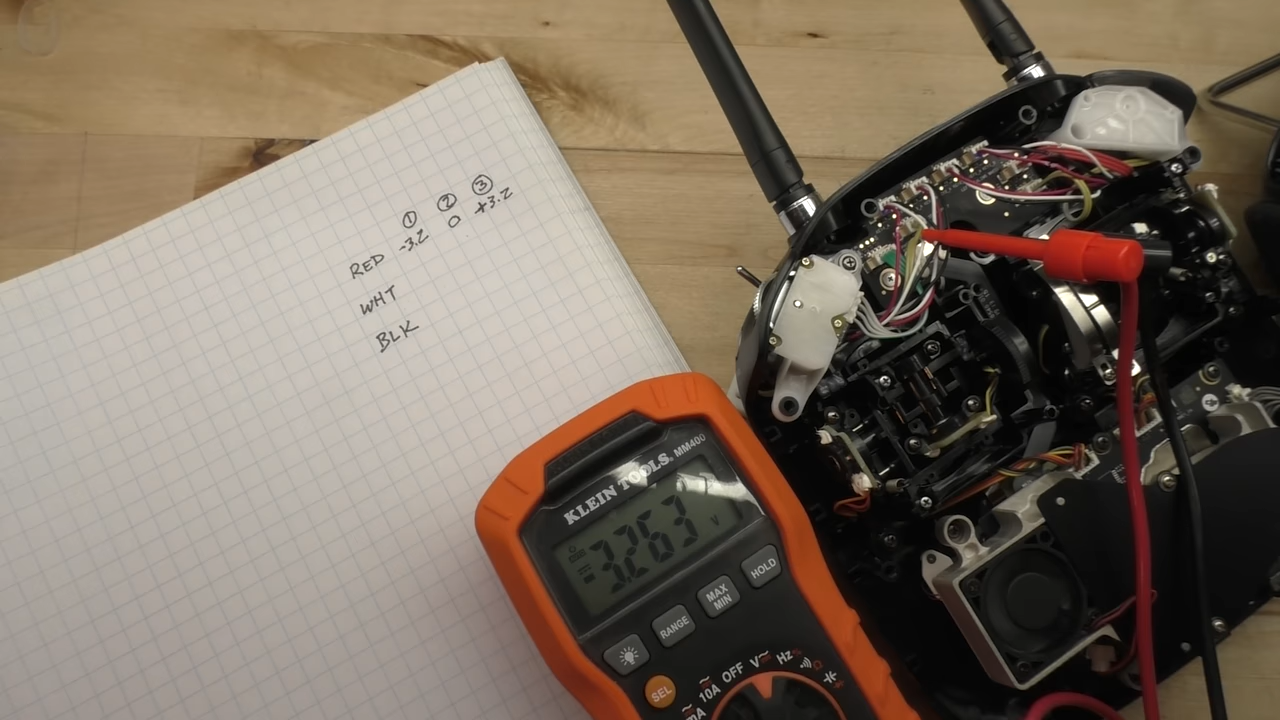 ① ② ③
RED -3.2 0 +3.2
WHT
BLK
KLEIN TOOLS. MM400
-3.263 V
HOLD
MAX
MIN
RANGE
SEL
mA 10A OFF V Hz